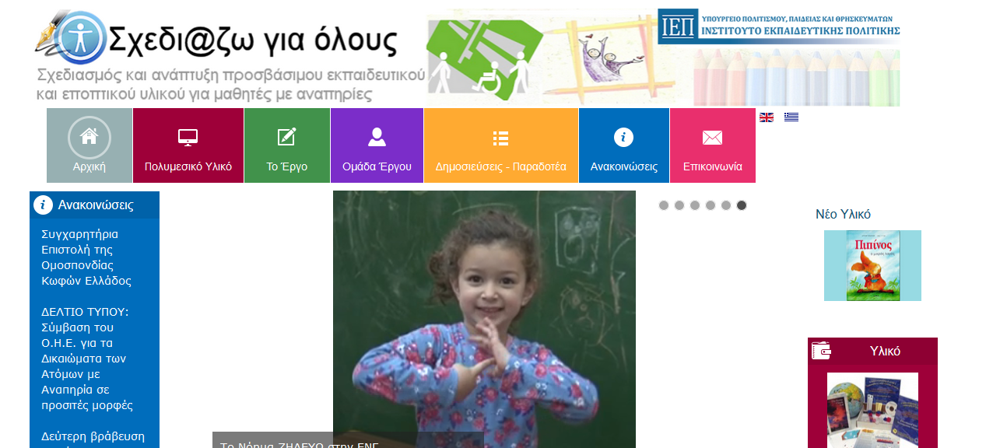 Σχεδι@ζω για όλους
Σχεδιασμός και ανάπτυξη προσβάσιμου εκπαιδευτικού
και εποπτικού υλικού για μαθητές με αναπηρίες
ΙΕΠ
ΥΠΟΥΡΓΕΙΟ ΠΟΛΙΤΙΣΜΟΥ, ΠΑΙΔΕΙΑΣ ΚΑΙ ΘΡΗΣΚΕΥΜΑΤΩΝ
ΙΝΣΤΙΤΟΥΤΟ ΕΚΠΑΙΔΕΥΤΙΚΗΣ ΠΟΛΙΤΙΚΗΣ
Αρχική
Πολυμεσικό Υλικό
Το Έργο
Ομάδα Έργου
Δημοσιεύσεις - Παραδοτέα
Ανακοινώσεις
Επικοινωνία
Ανακοινώσεις
Συγχαρητήρια
Επιστολή της
Ομοσπονδίας
Κωφών Ελλάδος
ΔΕΛΤΙΟ ΤΥΠΟΥ:
Σύμβαση του
Ο.Η.Ε. για τα
Δικαιώματα των
Ατόμων με
Αναπηρία σε
προσιτές μορφές
Δεύτερη βράβευση
Το Νόημα ΖΗΛΕΥΩ στην ΕΝΓ
Νέο Υλικό
Πιπίνος
Υλικό